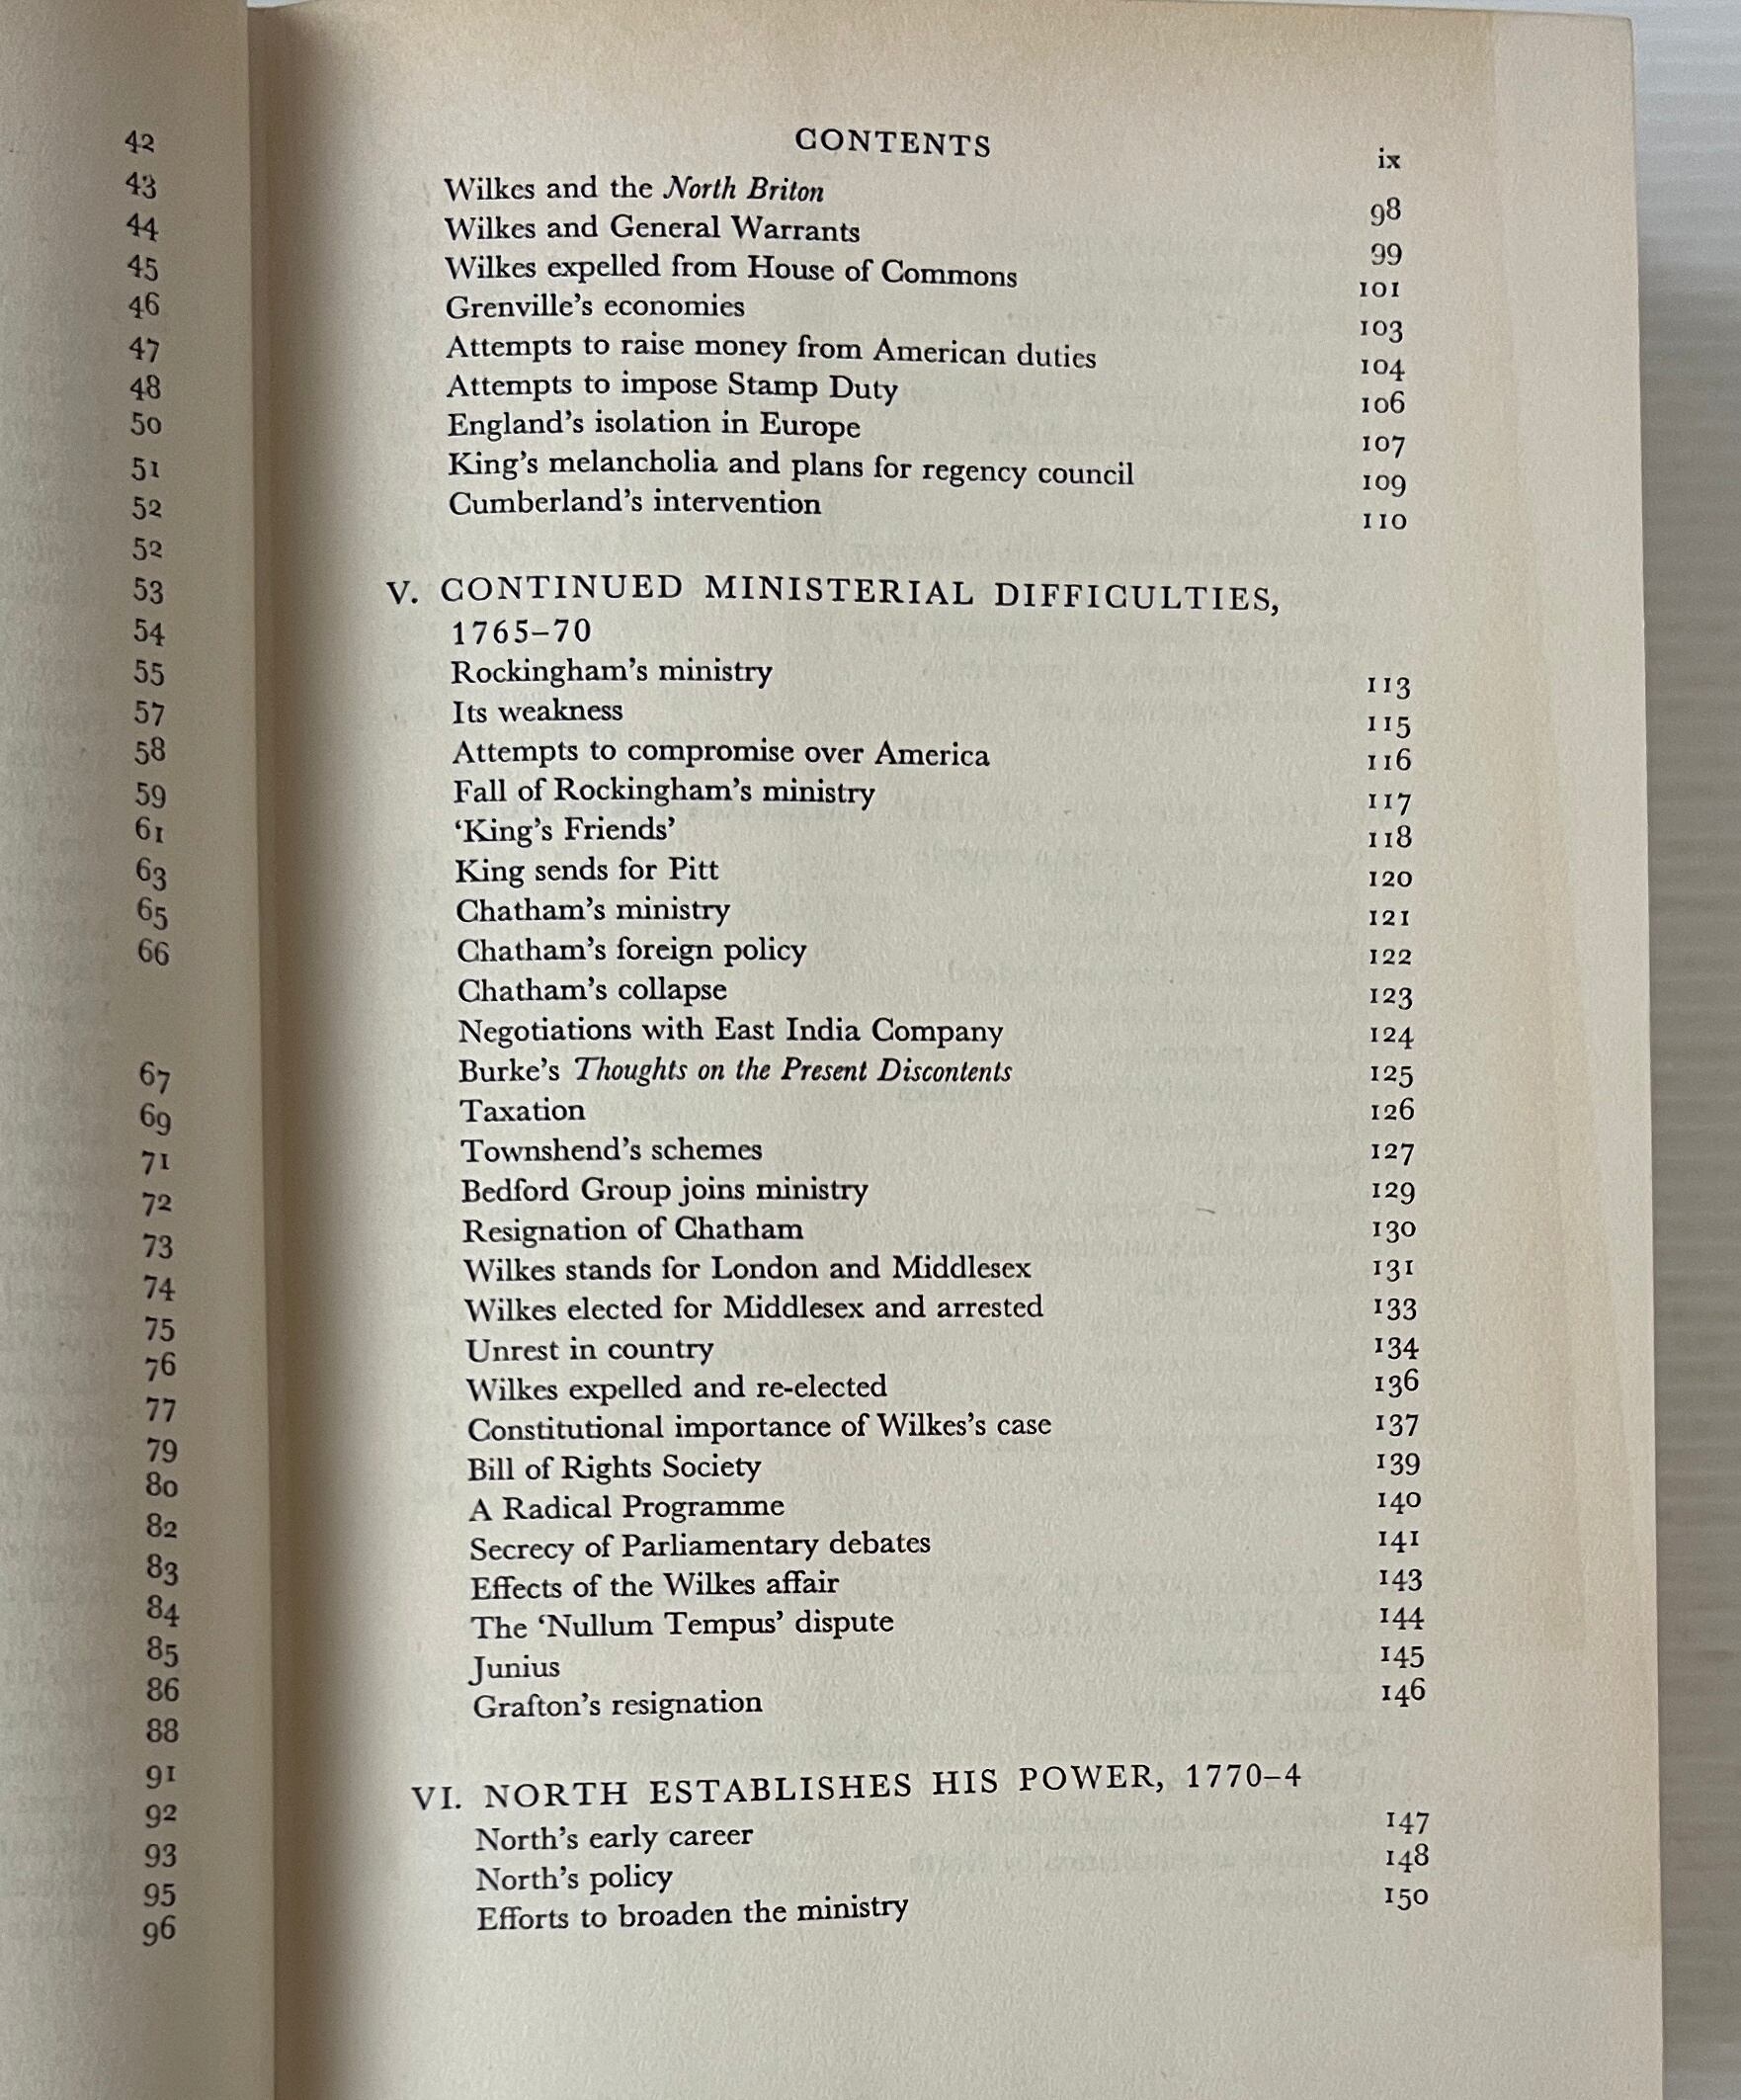 42
43
44
45
46
47
48
50
51
52
52
53
54
55
57
58
59
61
63
65
66
67
69
71
72
73
74
75
76
77
79
80
82
83
84
85
86
88
91
92
93
95
96
CONTENTS ix
Wilkes and the North Briton 98
Wilkes and General Warrants 99
Wilkes expelled from House of Commons 101
Grenville’s economies 103
Attempts to raise money from American duties 104
Attempts to impose Stamp Duty 106
England’s isolation in Europe 107
King’s melancholia and plans for regency council 109
Cumberland’s intervention 110
V. CONTINUED MINISTERIAL DIFFICULTIES,
1765–70
Rockingham’s ministry 113
Its weakness 115
Attempts to compromise over America 116
Fall of Rockingham’s ministry 117
‘King’s Friends’ 118
King sends for Pitt 120
Chatham’s ministry 121
Chatham’s foreign policy 122
Chatham’s collapse 123
Negotiations with East India Company 124
Burke’s Thoughts on the Present Discontents 125
Taxation 126
Townshend’s schemes 127
Bedford Group joins ministry 129
Resignation of Chatham 130
Wilkes stands for London and Middlesex 131
Wilkes elected for Middlesex and arrested 133
Unrest in country 134
Wilkes expelled and re-elected 136
Constitutional importance of Wilkes’s case 137
Bill of Rights Society 139
A Radical Programme 140
Secrecy of Parliamentary debates 141
Effects of the Wilkes affair 143
The ‘Nullum Tempus’ dispute 144
Junius 145
Grafton’s resignation 146
VI. NORTH ESTABLISHES HIS POWER, 1770–4
North’s early career 147
North’s policy 148
Efforts to broaden the ministry 150